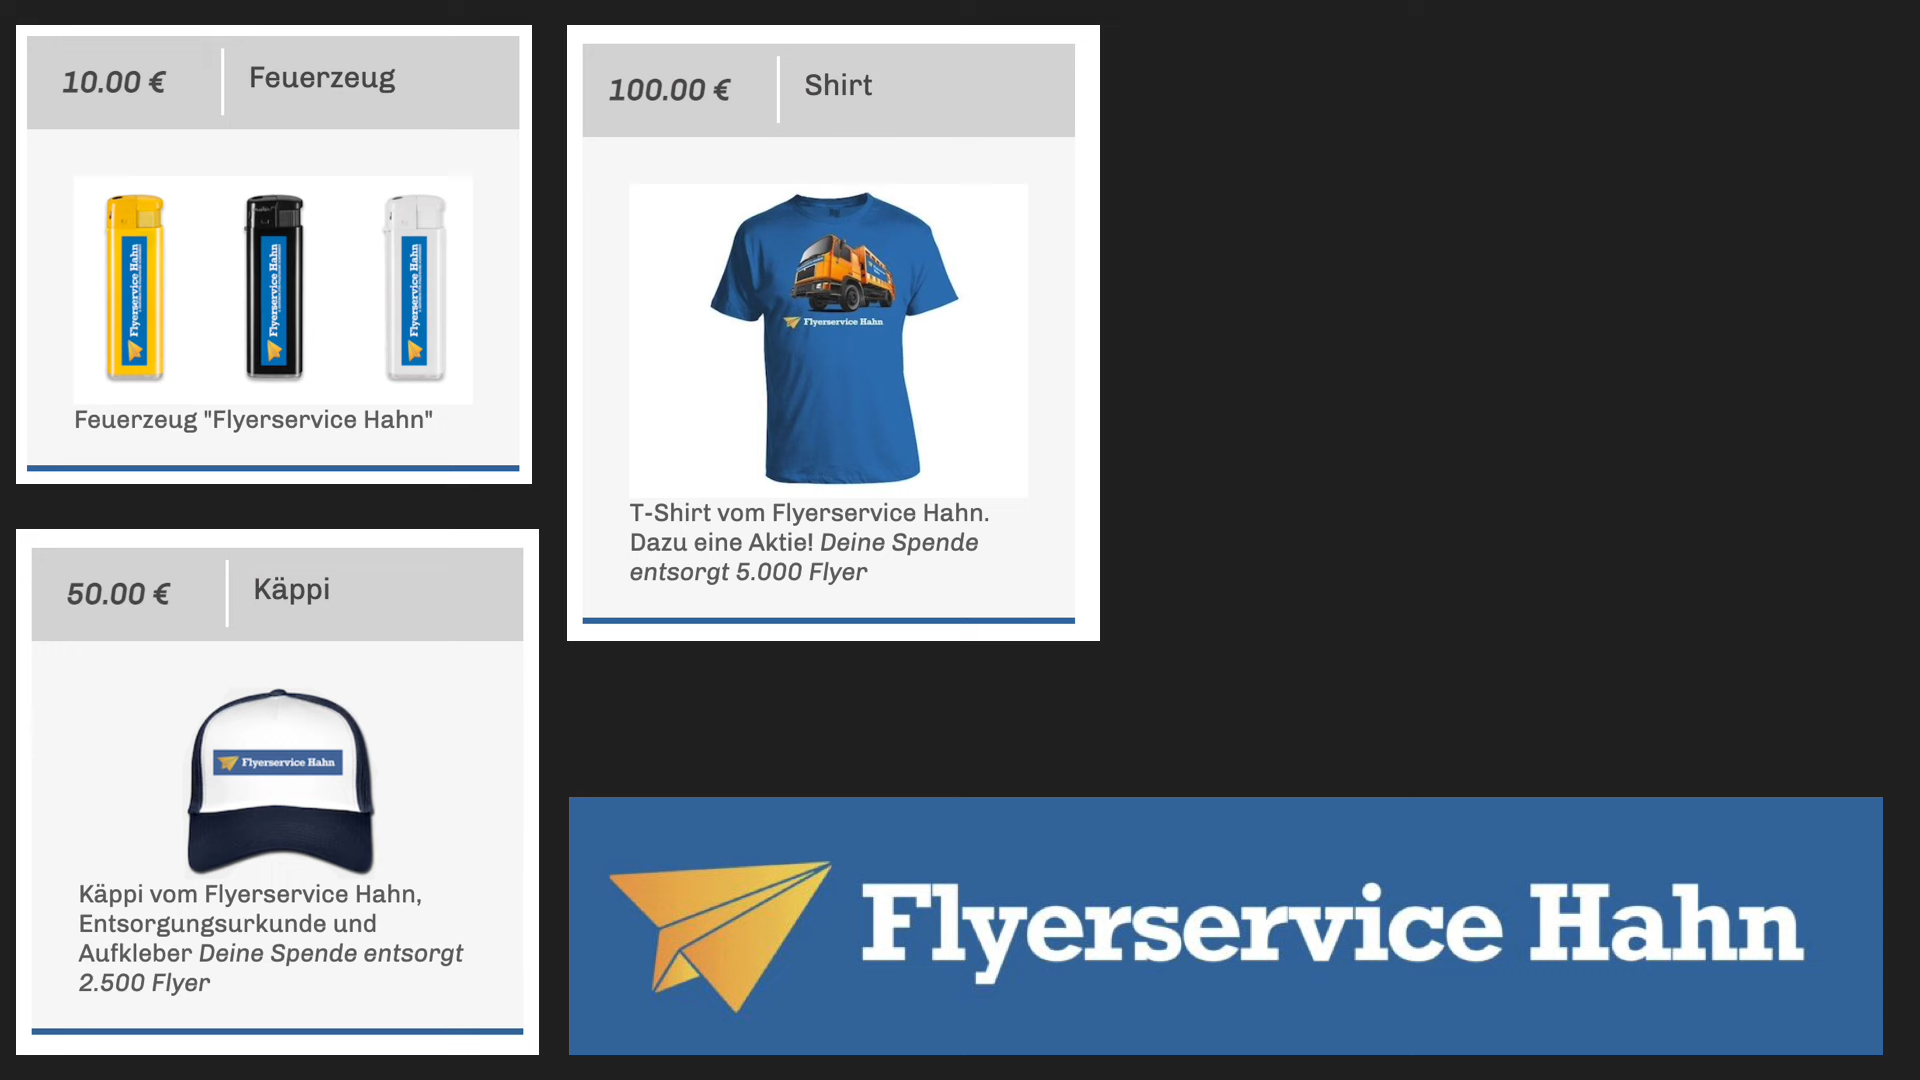 10.00 €
Feuerzeug
Flyerservice Hahn
Flyerservice Hahn
Flyerservice Hahn
Feuerzeug "Flyerservice Hahn"
100.00 €
Shirt
Flyerservice Hahn
T-Shirt vom Flyerservice Hahn.
Dazu eine Aktie! Deine Spende
entsorgt 5.000 Flyer
50.00 €
Käppi
Flyerservice Hahn
Käppi vom Flyerservice Hahn,
Entsorgungsurkunde und
Aufkleber Deine Spende entsorgt
2.500 Flyer
Flyerservice Hahn